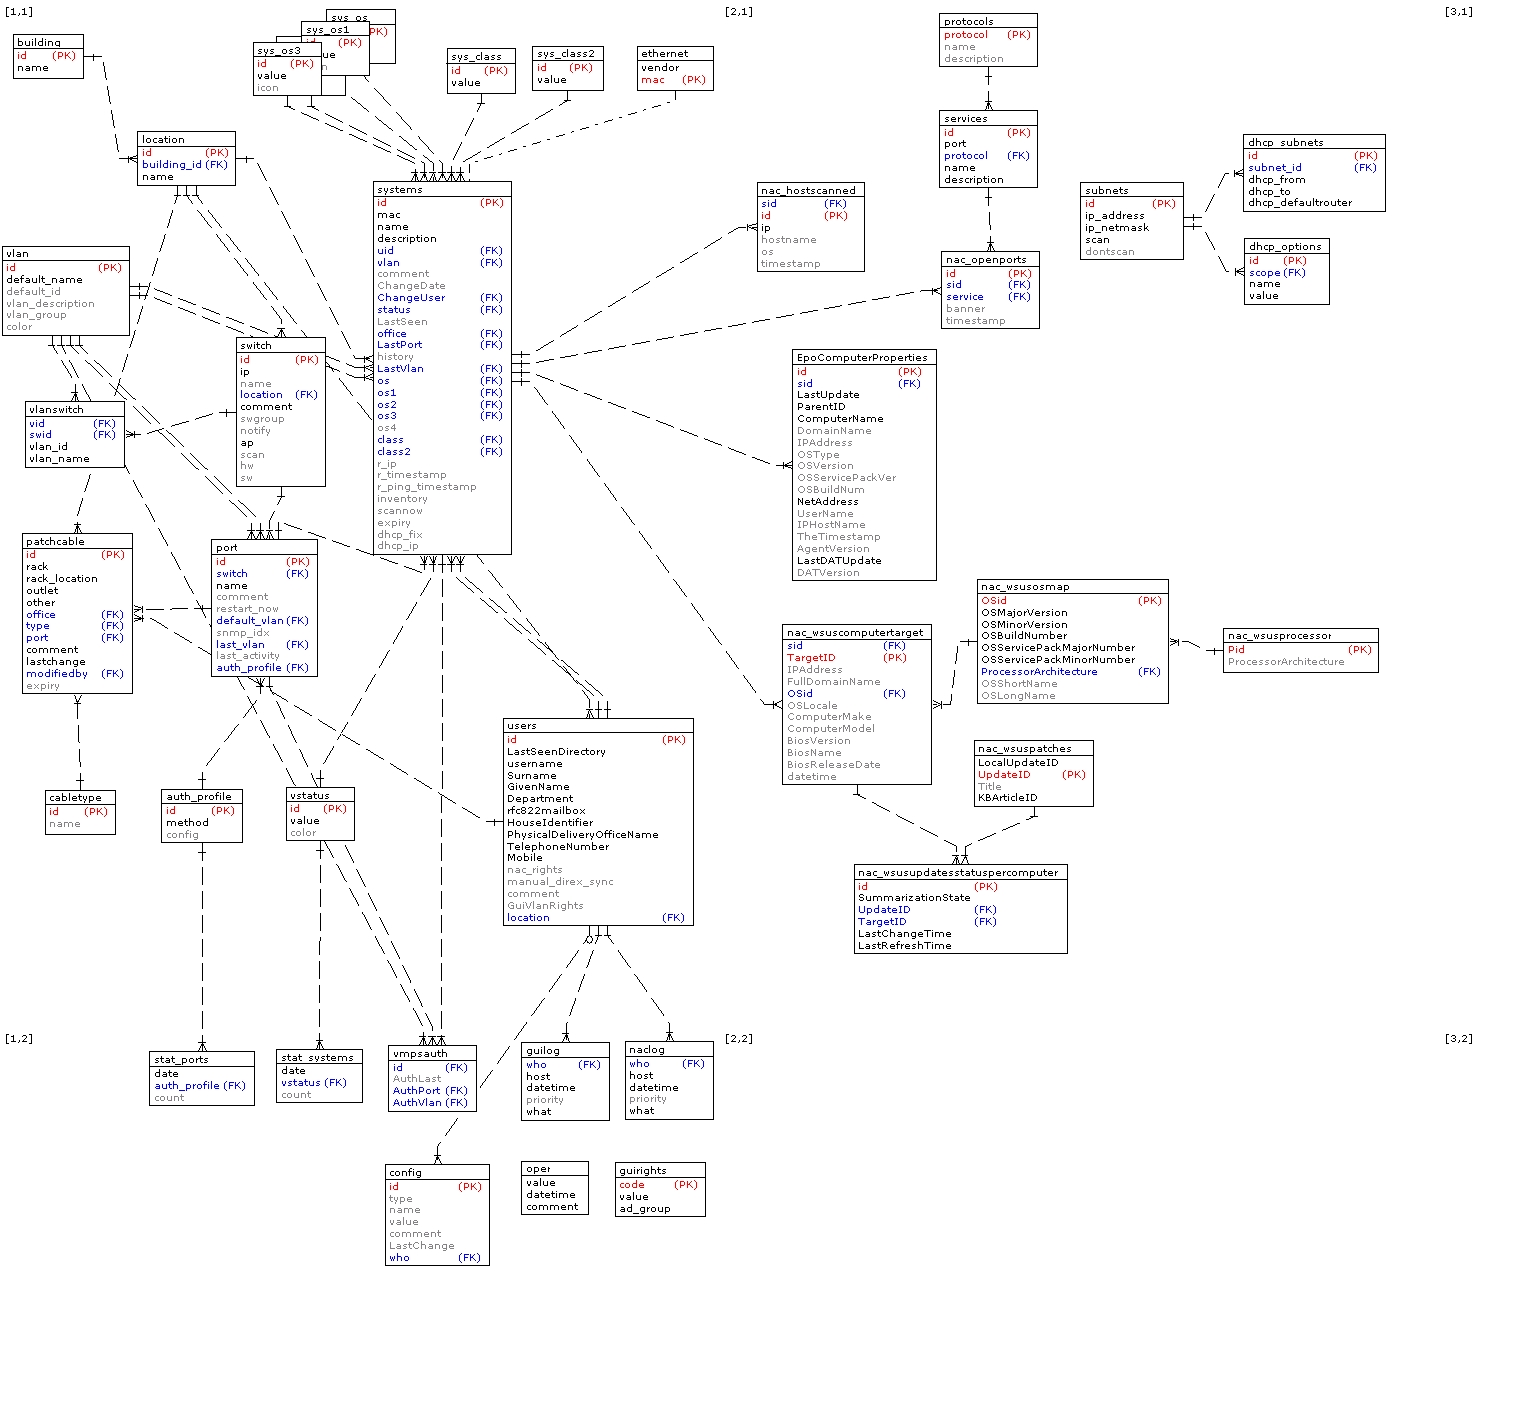 [1,1]
[2,1]
[3,1]
building
id (PK)
name
sys_os
PK)
sys_os1
(PK)
ue
n
sys_os3
id (PK)
value
icon
sys_class
id (PK)
value
sys_class2
id (PK)
value
ethernet
vendor
mac (PK)
protocols
protocol (PK)
name
description
location
id (PK)
building_id (FK)
name
services
id (PK)
port
protocol (FK)
name
description
dhcp_subnets
id (PK)
subnet_id (FK)
dhcp_from
dhcp_to
dhcp_defaultrouter
subnets
id (PK)
ip_address
ip_netmask
scan
dontscan
dhcp_options
id (PK)
scope (FK)
name
value
systems
id (PK)
mac
name
description
uid (FK)
vlan (FK)
comment
ChangeDate
ChangeUser (FK)
status (FK)
LastSeen
office (FK)
LastPort (FK)
history
LastVlan (FK)
os (FK)
os1 (FK)
os2 (FK)
os3 (FK)
os4
class (FK)
class2 (FK)
r_ip
r_timestamp
r_ping_timestamp
inventory
scannow
expiry
dhcp_fix
dhcp_ip
nac_hostscanned
sid (FK)
id (PK)
ip
hostname
os
timestamp
nac_openports
id (PK)
sid (FK)
service (FK)
banner
timestamp
vlan
id (PK)
default_name
default_id
vlan_description
vlan_group
color
switch
id (PK)
ip
name
location (FK)
comment
swgroup
notify
ap
scan
hw
sw
vlanswitch
vid (FK)
swid (FK)
vlan_id
vlan_name
EpoComputerProperties
id (PK)
sid (FK)
LastUpdate
ParentID
ComputerName
DomainName
IPAddress
OSType
OSVersion
OSServicePackVer
OSBuildNum
NetAddress
UserName
IPHostName
TheTimestamp
AgentVersion
LastDATUpdate
DATVersion
patchcable
id (PK)
rack
rack_location
outlet
other
office (FK)
type (FK)
port (FK)
comment
lastchange
modifiedby (FK)
expiry
port
id (PK)
switch (FK)
name
comment
restart_now
default_vlan (FK)
snmp_idx
last_vlan (FK)
last_activity
auth_profile (FK)
nac_wsuscomputertarget
sid (FK)
TargetID (PK)
IPAddress
FullDomainName
OSid (FK)
OSLocale
ComputerMake
ComputerModel
BiosVersion
BiosName
BiosReleaseDate
datetime
nac_wsusosmap
OSid (PK)
OSMajorVersion
OSMinorVersion
OSBuildNumber
OSServicePackMajorNumber
OSServicePackMinorNumber
ProcessorArchitecture (FK)
OSShortName
OSLongName
nac_wsusprocessor
Pid (PK)
ProcessorArchitecture
users
id (PK)
LastSeenDirectory
username
Surname
GivenName
Department
rfc822mailbox
HouseIdentifier
PhysicalDeliveryOfficeName
TelephoneNumber
Mobile
nac_rights
manual_direx_sync
comment
GuiVlanRights
location (FK)
nac_wsuspatches
LocalUpdateID
UpdateID (PK)
Title
KBArticleID
cabletype
id (PK)
name
auth_profile
id (PK)
method
config
vstatus
id (PK)
value
color
nac_wsusupdatesstatuspercomputer
id (PK)
SummarizationState
UpdateID (FK)
TargetID (FK)
LastChangeTime
LastRefreshTime
[1,2]
[2,2]
[3,2]
stat_ports
date
auth_profile (FK)
count
stat_systems
date
vstatus (FK)
count
vmpsauth
id (FK)
AuthLast
AuthPort (FK)
AuthVlan (FK)
guilog
who (FK)
host
datetime
priority
what
naclog
who (FK)
host
datetime
priority
what
config
id (PK)
type
name
value
comment
LastChange
who (FK)
oper
value
datetime
comment
guirights
code (PK)
value
ad_group